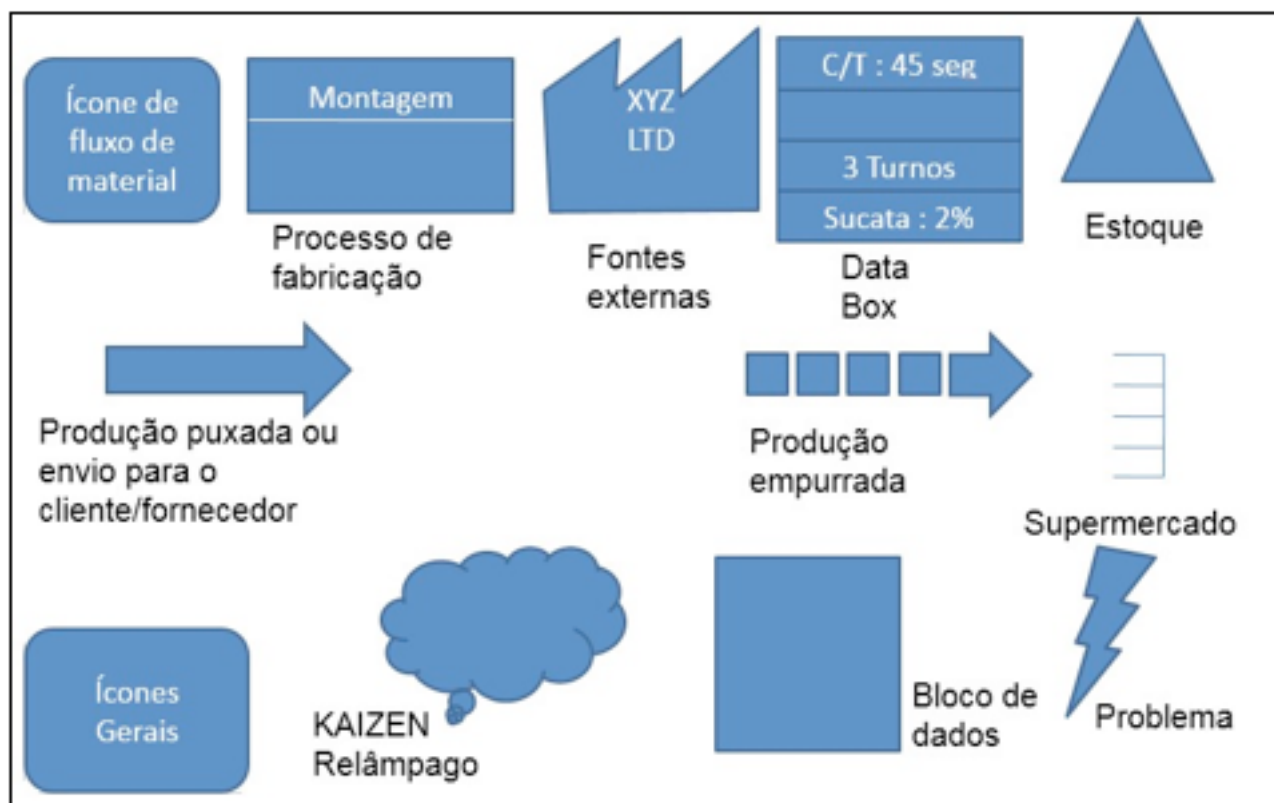 Ícone de
fluxo de
material
Montagem
Processo de
fabricação
XYZ
LTD
Fontes
externas
C/T : 45 seg
3 Turnos
Sucata : 2%
Data
Box
Estoque
Produção puxada ou
envio para o
cliente/fornecedor
Produção
empurrada
Supermercado
Ícones
Gerais
KAIZEN
Relâmpago
Bloco de
dados
Problema